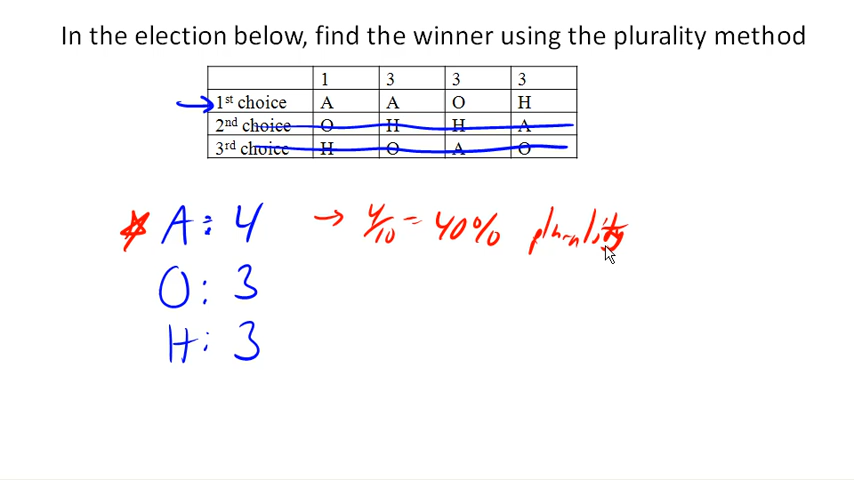 In the election below, find the winner using the plurality method
1 3 3 3
1st choice A A O H
2nd choice O H H A
3rd choice H O A O
* A: 4 → 4/10 = 40% plurality
O: 3
H: 3